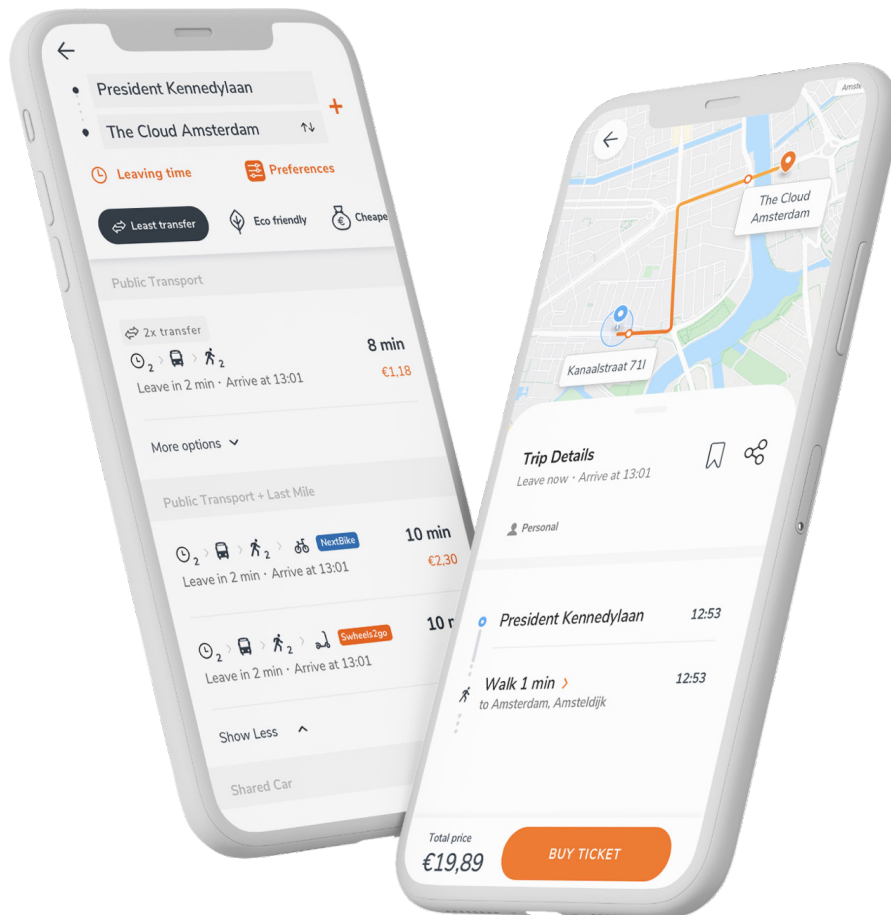 President Kennedylaan
The Cloud Amsterdam
Leaving time
Preferences
Least transfer
Eco friendly
Public Transport
2x transfer
2
2
8 min
Leave in 2 min · Arrive at 13:01
€1,18
More options
Public Transport + Last Mile
2
2
NextBike
10 min
Leave in 2 min · Arrive at 13:01
€2,30
2
2
Swheels2go
10
Leave in 2 min · Arrive at 13:01
Show Less
Shared Car
The Cloud
Amsterdam
Kanaalstraat 71I
Trip Details
Leave now · Arrive at 13:01
Personal
President Kennedylaan
12:53
Walk 1 min
12:53
to Amsterdam, Amsteldijk
Total price
€19,89
BUY TICKET